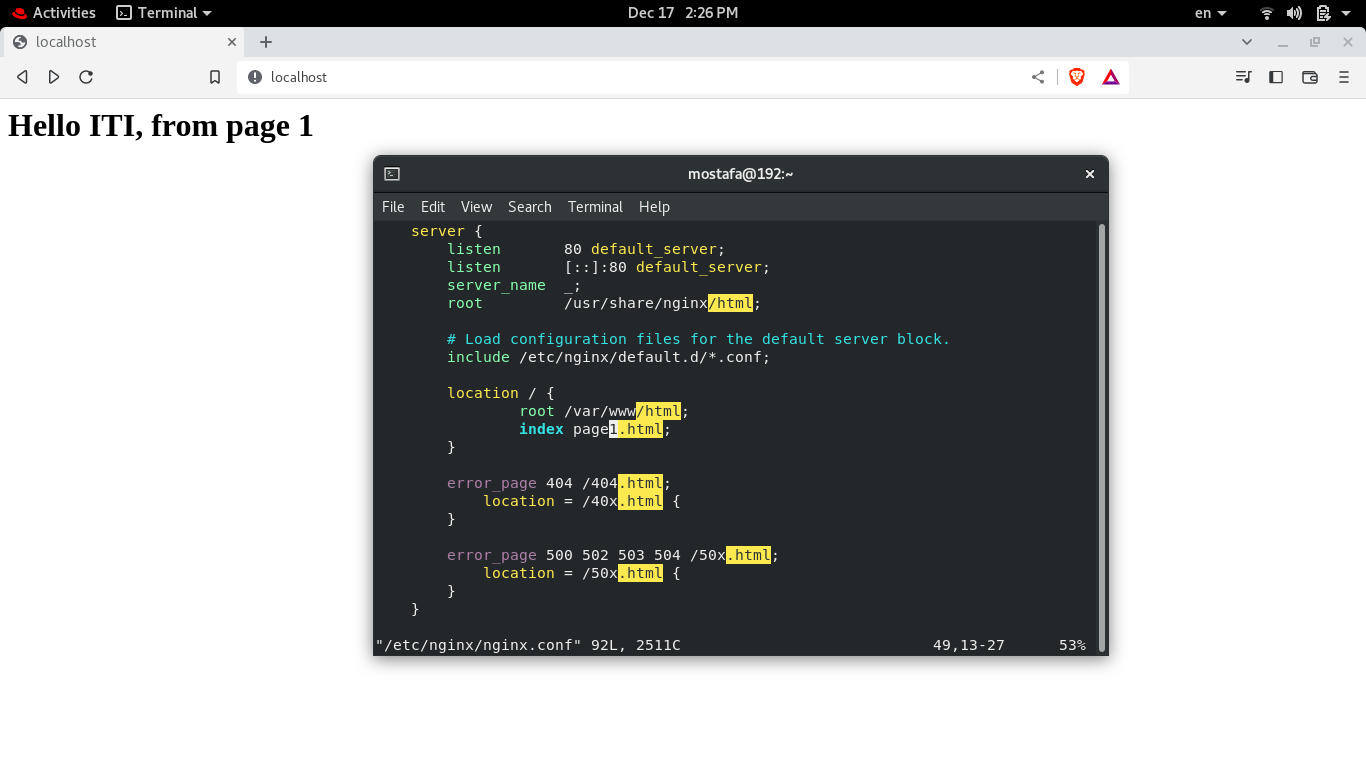 Activities Terminal Dec 17 2:26 PM en
localhost
localhost
Hello ITI, from page 1
mostafa@192:~
File Edit View Search Terminal Help
server {
listen 80 default_server;
listen [::]:80 default_server;
server_name _;
root /usr/share/nginx/html;
# Load configuration files for the default server block.
include /etc/nginx/default.d/*.conf;
location / {
root /var/www/html;
index page1.html;
}
error_page 404 /404.html;
location = /40x.html {
}
error_page 500 502 503 504 /50x.html;
location = /50x.html {
}
}
"/etc/nginx/nginx.conf" 92L, 2511C 49,13-27 53%